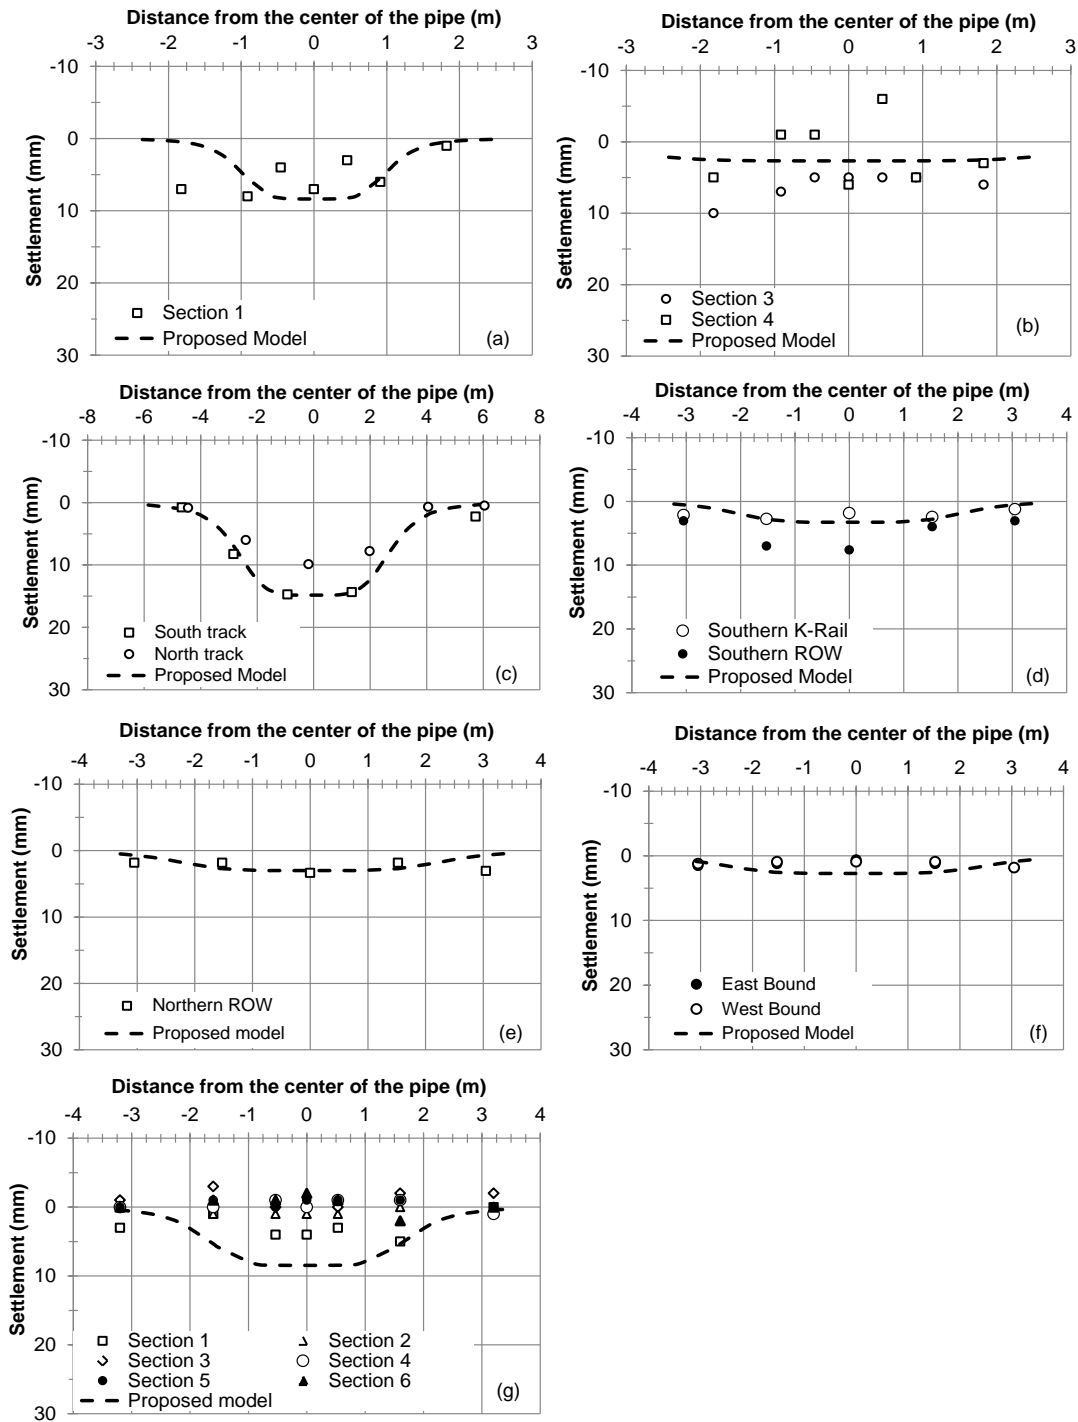 Distance from the center of the pipe (m)
-3 -2 -1 0 1 2 3
-10
0
10
20
30
Settlement (mm)
Section 1
Proposed Model
(a)
Distance from the center of the pipe (m)
-3 -2 -1 0 1 2 3
-10
0
10
20
30
Settlement (mm)
Section 3
Section 4
Proposed Model
(b)
Distance from the center of the pipe (m)
-8 -6 -4 -2 0 2 4 6 8
-10
0
10
20
30
Settlement (mm)
South track
North track
Proposed Model
(c)
Distance from the center of the pipe (m)
-4 -3 -2 -1 0 1 2 3 4
-10
0
10
20
30
Settlement (mm)
Southern K-Rail
Southern ROW
Proposed Model
(d)
Distance from the center of the pipe (m)
-4 -3 -2 -1 0 1 2 3 4
-10
0
10
20
30
Settlement (mm)
Northern ROW
Proposed model
(e)
Distance from the center of the pipe (m)
-4 -3 -2 -1 0 1 2 3 4
-10
0
10
20
30
Settlement (mm)
East Bound
West Bound
Proposed Model
(f)
Distance from the center of the pipe (m)
-4 -3 -2 -1 0 1 2 3 4
-10
0
10
20
30
Settlement (mm)
Section 1 Section 2
Section 3 Section 4
Section 5 Section 6
Proposed model
(g)